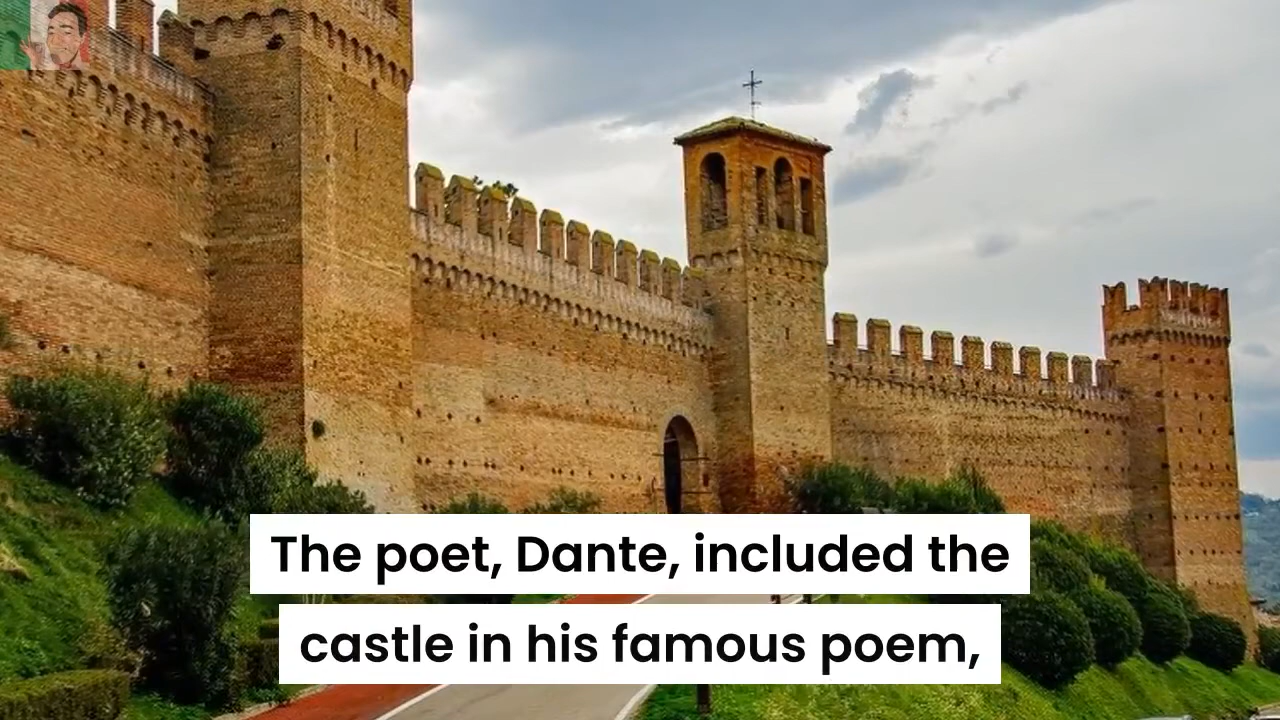 The poet, Dante, included the
castle in his famous poem,